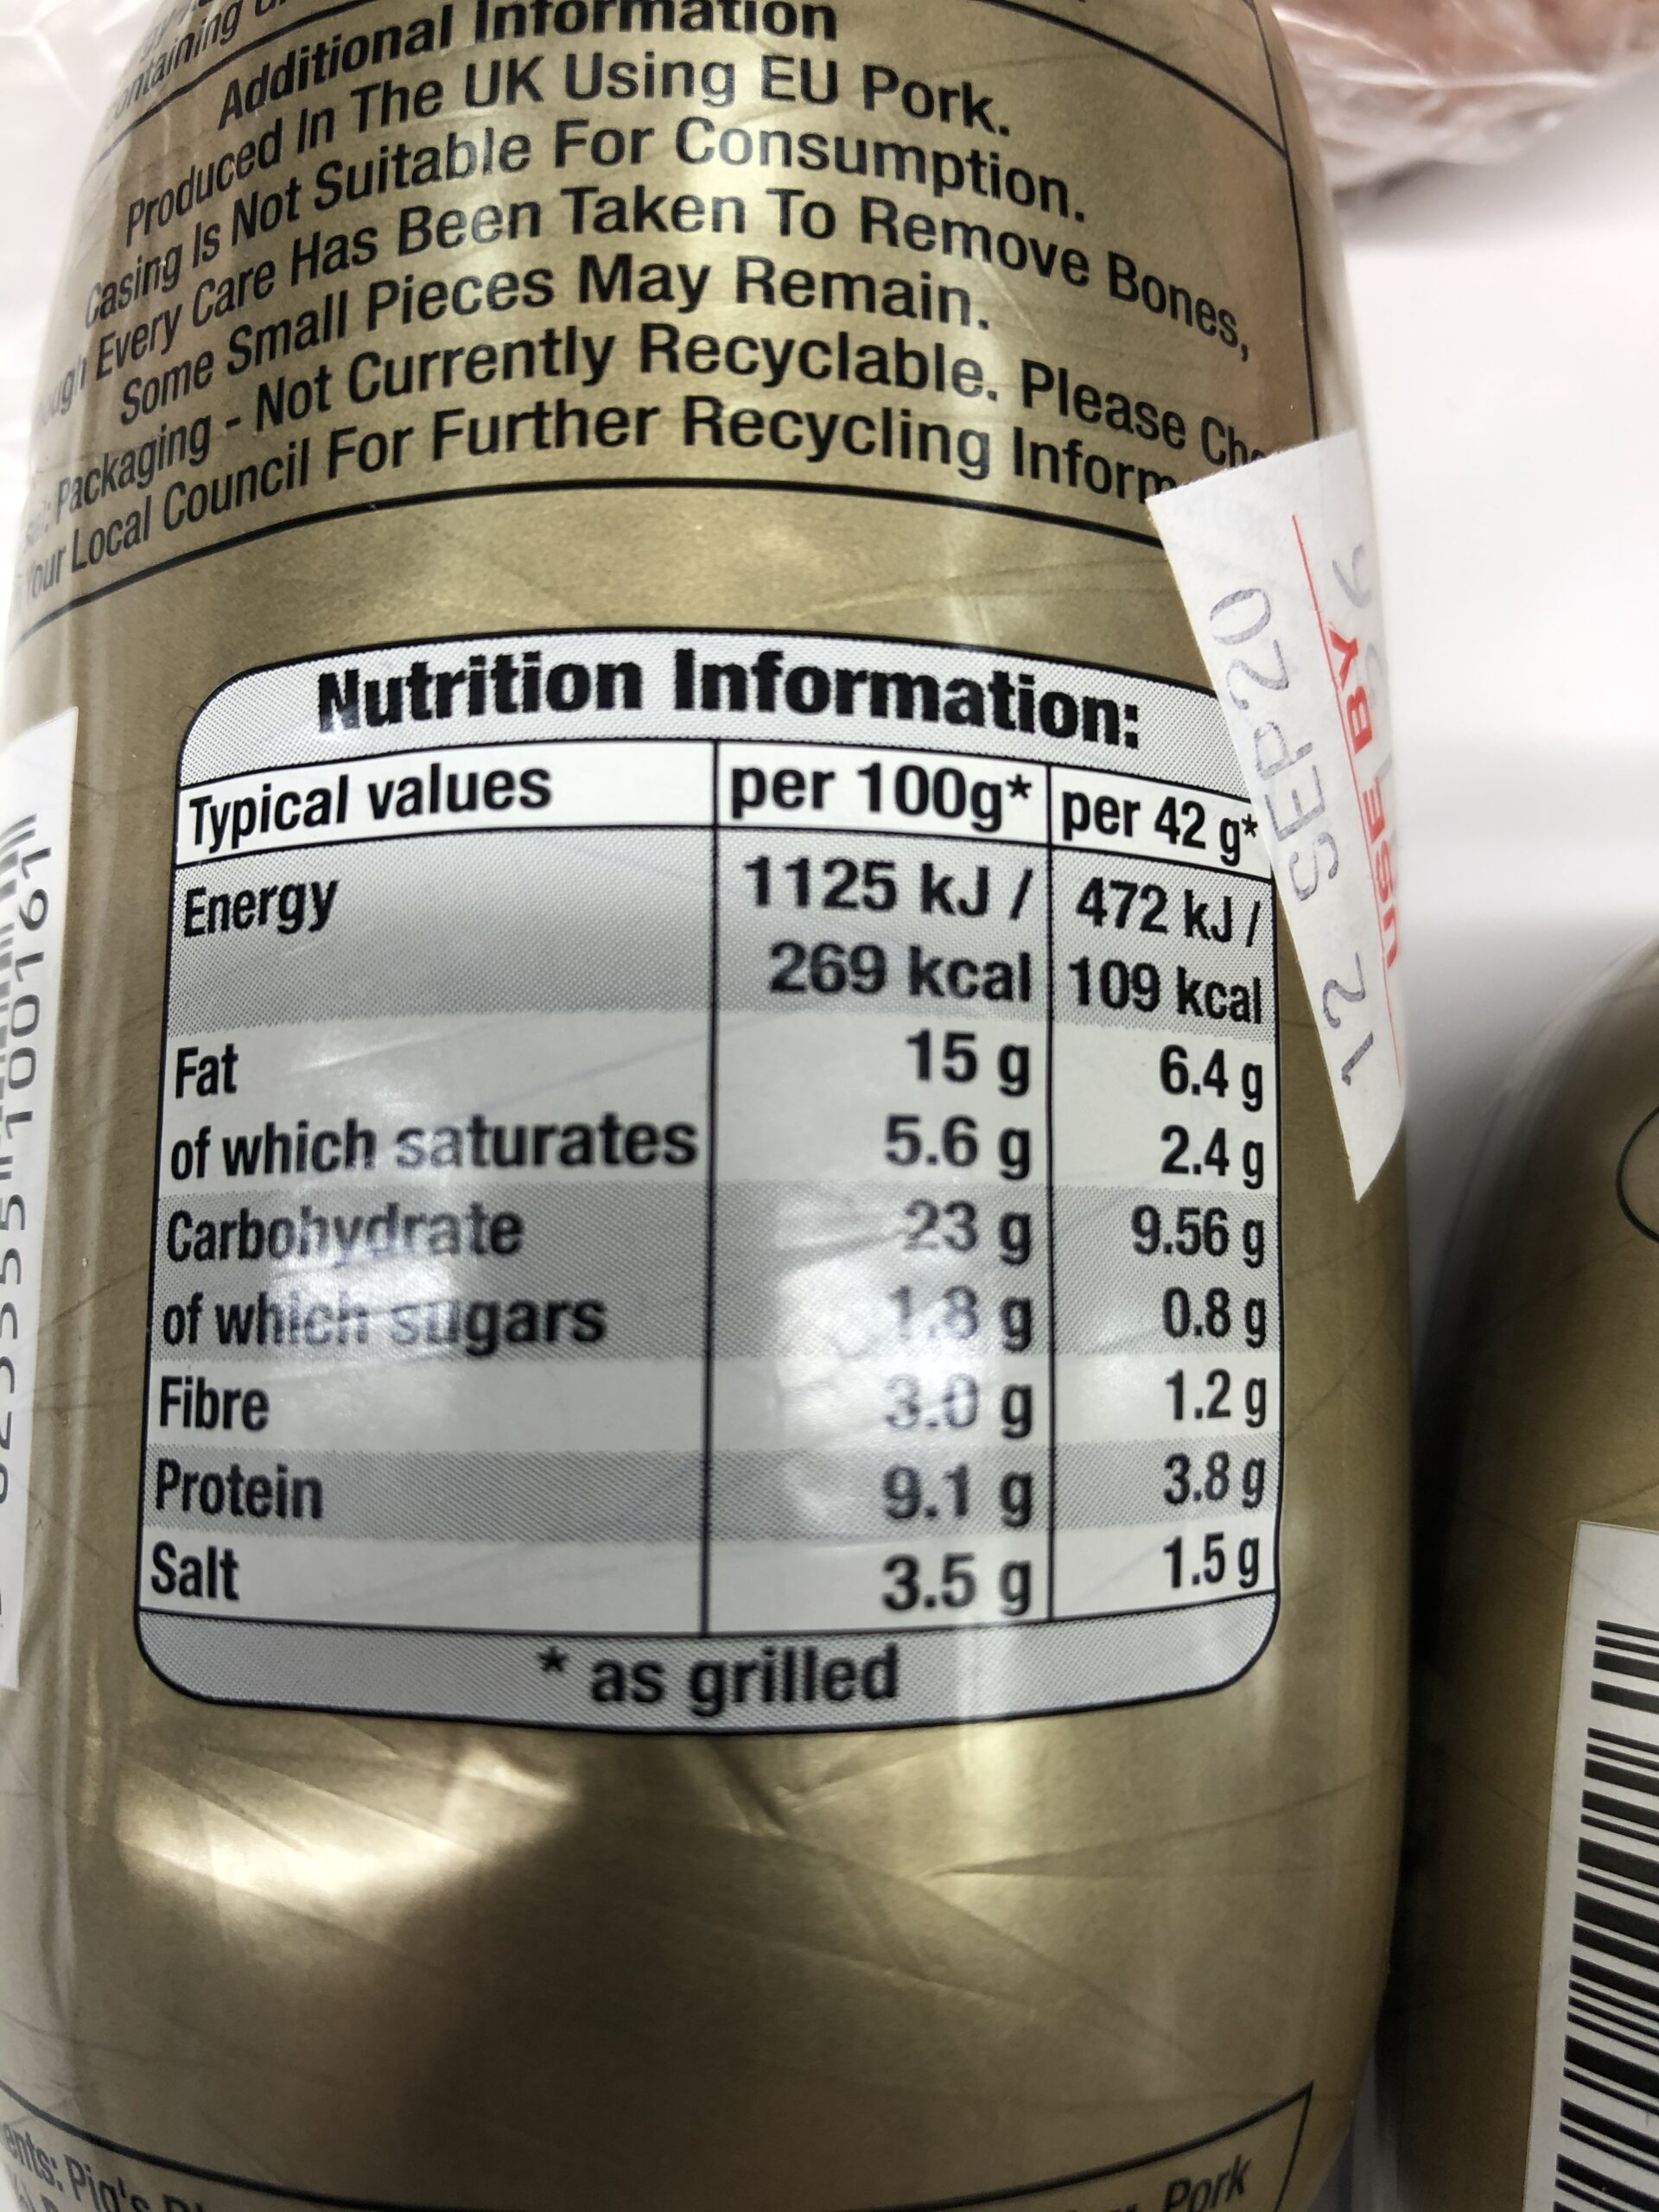 Additional Information
Produced In The UK Using EU Pork.
Casing Is Not Suitable For Consumption.
Every Care Has Been Taken To Remove Bones,
Some Small Pieces May Remain.
Packaging - Not Currently Recyclable. Please
Your Local Council For Further Recycling
Nutrition Information:
Typical values per 100g* per 42 g*
Energy 1125 kJ / 472 kJ /
269 kcal 109 kcal
Fat 15 g 6.4 g
of which saturates 5.6 g 2.4 g
Carbohydrate 23 g 9.56 g
of which sugars 1.8 g 0.8 g
Fibre 3.0 g 1.2 g
Protein 9.1 g 3.8 g
Salt 3.5 g 1.5 g
* as grilled
USE BY
12 SEP 20
Pig's
Pork